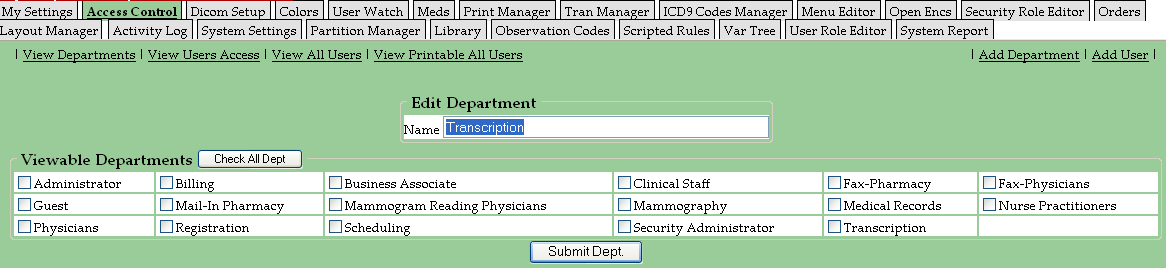 My Settings Access Control Dicom Setup Colors User Watch Meds Print Manager Tran Manager ICD9 Codes Manager Menu Editor Open Encs Security Role Editor Orders
Layout Manager Activity Log System Settings Partition Manager Library Observation Codes Scripted Rules Var Tree User Role Editor System Report
| View Departments | View Users Access | View All Users | View Printable All Users | Add Department | Add User |
Edit Department
Name Transcription
Viewable Departments Check All Dept
Administrator Billing Business Associate Clinical Staff Fax-Pharmacy Fax-Physicians
Guest Mail-In Pharmacy Mammogram Reading Physicians Mammography Medical Records Nurse Practitioners
Physicians Registration Scheduling Security Administrator Transcription
Submit Dept.